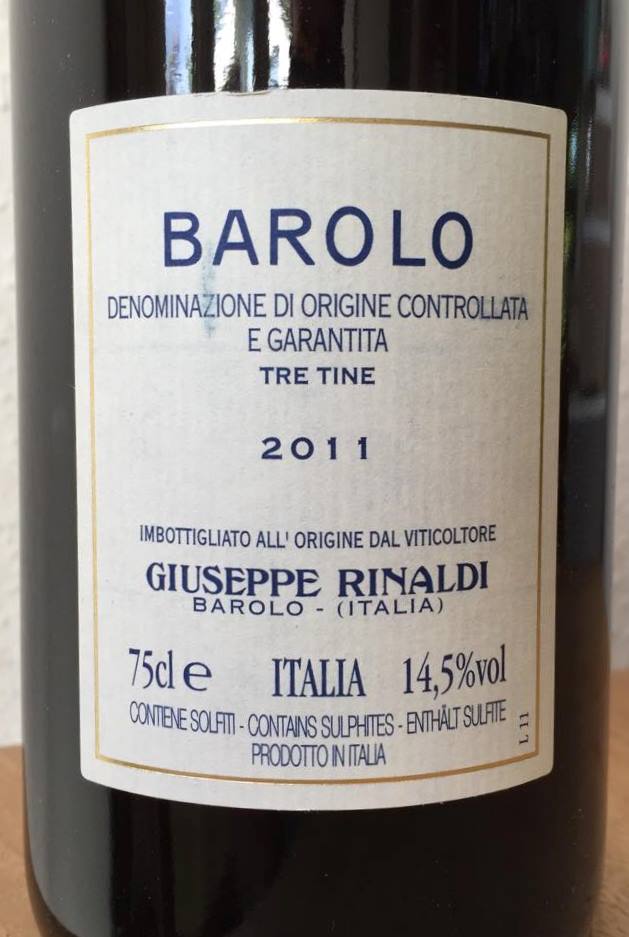 BAROLO
DENOMINAZIONE DI ORIGINE CONTROLLATA
E GARANTITA
TRE TINE
2011
IMBOTTIGLIATO ALL' ORIGINE DAL VITICOLTORE
GIUSEPPE RINALDI
BAROLO - (ITALIA)
75cl e ITALIA 14,5%vol
CONTIENE SOLFITI - CONTAINS SULPHITES - ENTHÄLT SULFITE
PRODOTTO IN ITALIA
L 11